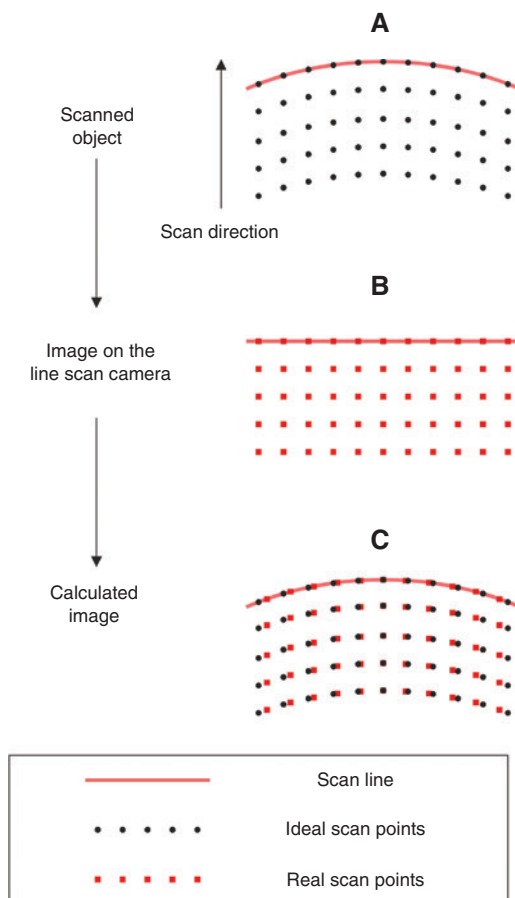 A
Scanned
object
Scan direction
B
Image on the
line scan camera
C
Calculated
image
Scan line
Ideal scan points
Real scan points